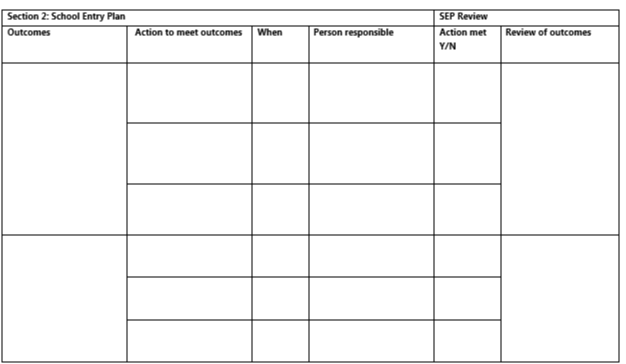 Section 2: School Entry Plan SEP Review
Outcomes Action to meet outcomes When Person responsible Action met Review of outcomes
Y/N